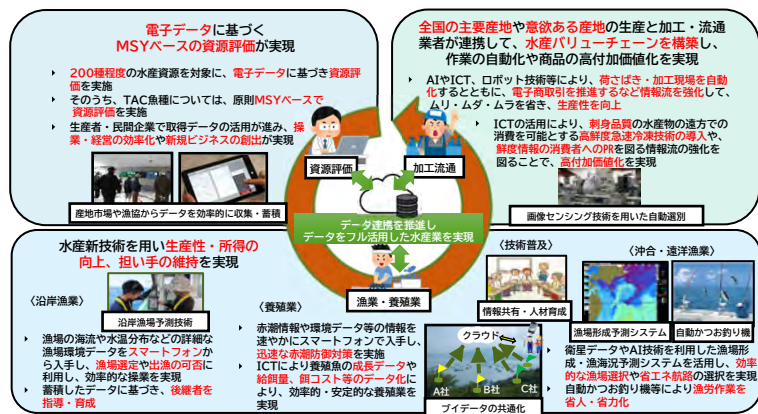 電子データに基づく
MSYベースの資源評価が実現
・ 200種程度の水産資源を対象に、電子データに基づき資源評
価を実施
・ そのうち、TAC魚種については、原則MSYベースで
資源評価を実施
・ 生産者・民間企業で取得データの活用が進み、操
業・経営の効率化や新規ビジネスの創出が実現
産地市場や漁協からデータを効率的に収集・蓄積
全国の主要産地や意欲ある産地の生産と加工・流通
業者が連携して、水産バリューチェーンを構築し、
作業の自動化や商品の高付加価値化を実現
・ AIやICT、ロボット技術等により、荷さばき・加工現場を自動
化するとともに、電子商取引を推進するなど情報流を強化して、
ムリ・ムダ・ムラを省き、生産性を向上
・ ICTの活用により、刺身品質の水産物の遠方での
消費を可能とする高鮮度急速冷凍技術の導入や、
鮮度情報の消費者へのPRを図る情報流の強化を
図ることで、高付加価値化を実現
画像センシング技術を用いた自動選別
資源評価
加工流通
データ連携を推進し
データをフル活用した水産業を実現
漁業・養殖業
水産新技術を用い生産性・所得の
向上、担い手の維持を実現
〈沿岸漁業〉
沿岸漁場予測技術
・ 漁場の海流や水温分布などの詳細な
漁場環境データをスマートフォンか
ら入手し、漁場選定や出漁の可否に
利用し、効率的な操業を実現
・ 蓄積したデータに基づき、後継者を
指導・育成
〈養殖業〉
・ 赤潮情報や環境データ等の情報を
速やかにスマートフォンで入手し、
迅速な赤潮防御対策を実施
・ ICTにより養殖魚の成長データや
給餌量、餌コスト等のデータ化によ
り、効率的・安定的な養殖業を
実現
〈技術普及〉
情報共有・人材育成
クラウド
A社
B社
C社
ブイデータの共通化
〈沖合・遠洋漁業〉
漁場形成予測システム
自動かつお釣り機
・ 衛星データやAI技術を利用した漁場形
成・漁海況予測システムを活用し、効率
的な漁場選択や省エネ航路の選択を実現
・ 自動かつお釣り機等により漁労作業を
省人・省力化